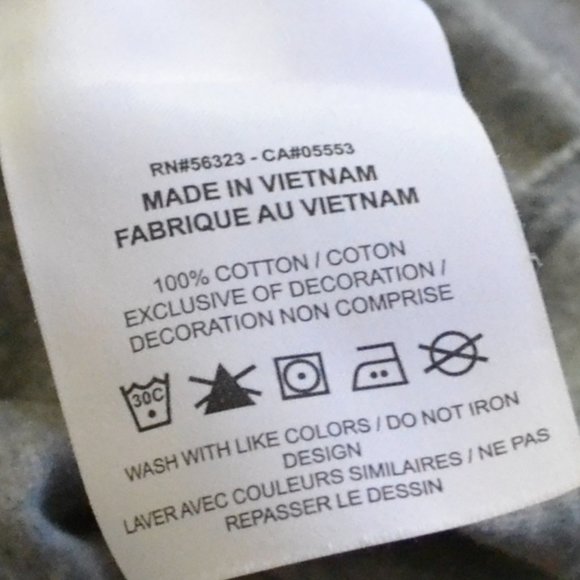 RN#56323 - CA#05553
MADE IN VIETNAM
FABRIQUE AU VIETNAM
100% COTTON / COTON
EXCLUSIVE OF DECORATION /
DECORATION NON COMPRISE
30C
WASH WITH LIKE COLORS / DO NOT IRON
DESIGN
LAVER AVEC COULEURS SIMILAIRES / NE PAS
REPASSER LE DESSIN